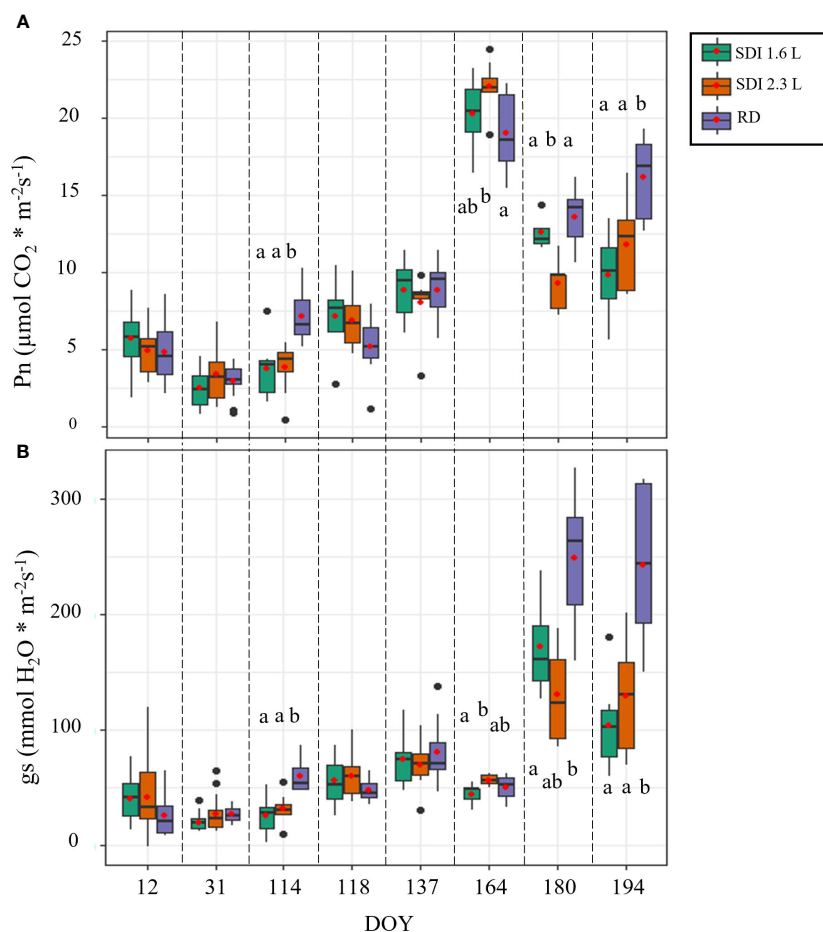 A
SDI 1.6 L
SDI 2.3 L
RD
Pn (µmol CO2 * m-2s-1)
25
20
15
10
5
0
a a b
ab b a
a b a
a a b
B
gs (mmol H2O * m-2s-1)
300
200
100
0
a a b
a b ab
a ab b
a a b
12 31 114 118 137 164 180 194
DOY